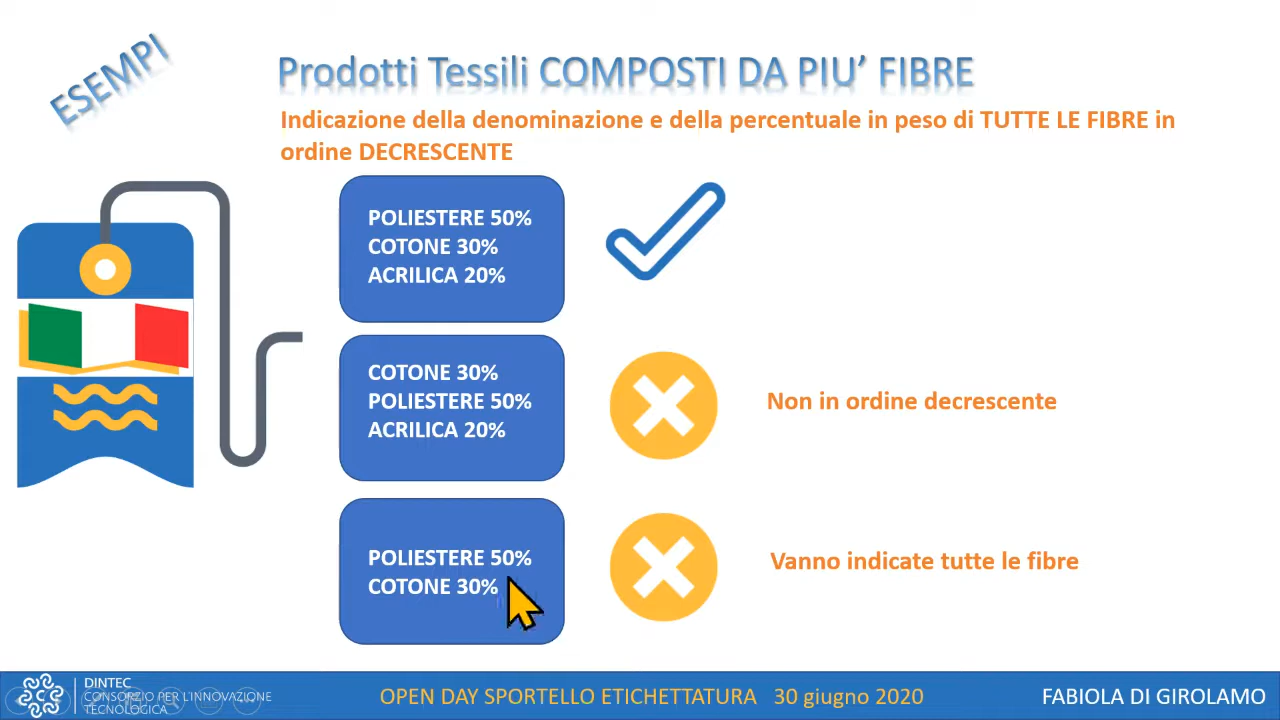 ESEMPI
Prodotti Tessili COMPOSTI DA PIU’ FIBRE
Indicazione della denominazione e della percentuale in peso di TUTTE LE FIBRE in
ordine DECRESCENTE
POLIESTERE 50%
COTONE 30%
ACRILICA 20%
COTONE 30%
POLIESTERE 50%
ACRILICA 20%
Non in ordine decrescente
POLIESTERE 50%
COTONE 30%
Vanno indicate tutte le fibre
DINTEC
CONSORZIO PER L'INNOVAZIONE
TECNOLOGICA
OPEN DAY SPORTELLO ETICHETTATURA 30 giugno 2020
FABIOLA DI GIROLAMO